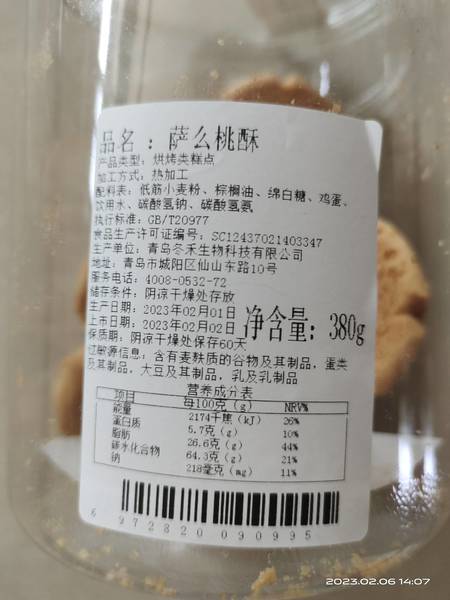 品名：萨么桃酥
产品类型：烘烤类糕点
加工方式：热加工
配料表：低筋小麦粉、棕榈油、绵白糖、鸡蛋、
饮用水、碳酸氢钠、碳酸氢氨
执行标准：GB/T20977
食品生产许可证编号：SC12437021403347
生产单位：青岛冬禾生物科技有限公司
地址：青岛市城阳区仙山东路10号
服务电话：4008-0532-72
储存条件：阴凉干燥处存放
生产日期：2023年02月01日
上市日期：2023年02月02日
净含量：380g
保质期：阴凉干燥处保存60天
过敏源信息：含有麦麸质的谷物及其制品，蛋类
及其制品，大豆及其制品，乳及乳制品
营养成分表
项目 每100克（g） NRV%
能量 2174千焦（kJ） 26%
蛋白质 5.7克（g） 10%
脂肪 26.6克（g） 44%
碳水化合物 64.3克（g） 21%
钠 218毫克（mg） 11%
6 972820 090995
2023.02.06 14:07